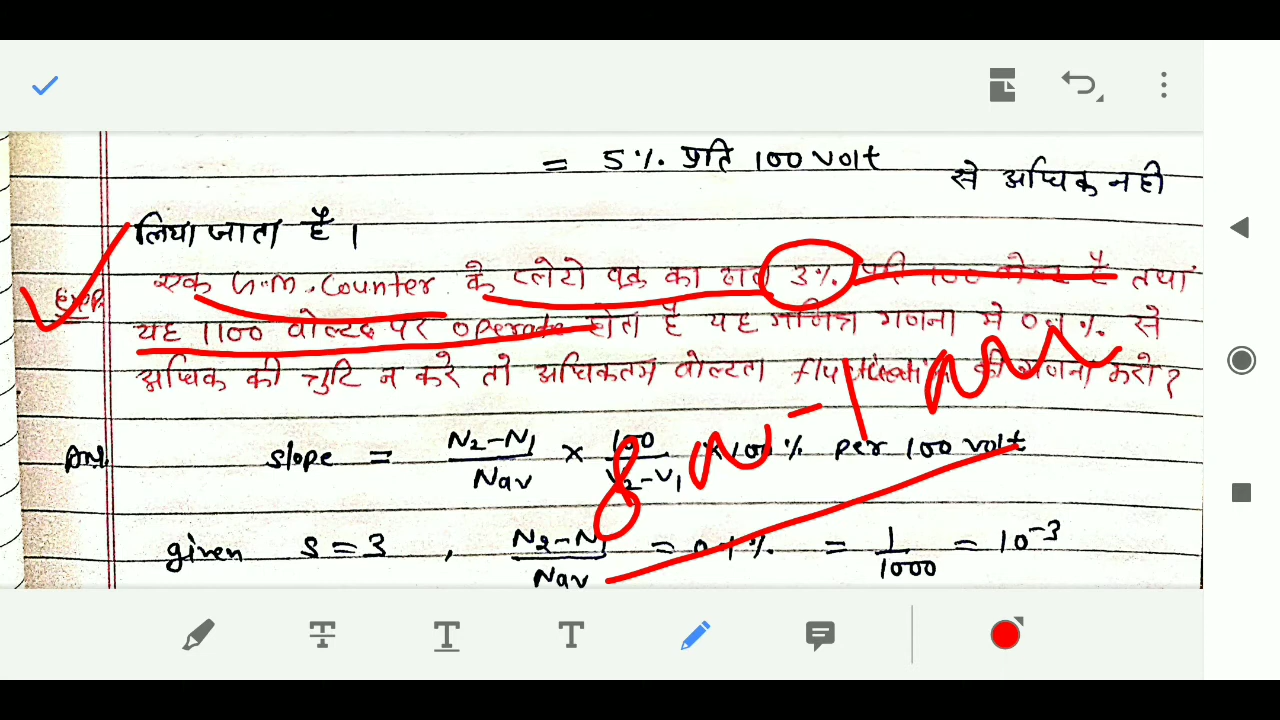 = 5% प्रति 100 volt से अधिक नही
लिया जाता है ।
Exp. एक G.M. Counter के प्लेटो वक्र का ढाल 3% प्रति 100 वोल्ट है तथा
यह 1100 वोल्टेज पर operate होता है यह गणित्र गणना में 0.1% से
अधिक की त्रुटि न करे तो अधिकतम वोल्टता की गणना करो ?
Ans. slope = N₂-N₁/Nav × 100/V₂-V₁ × 100% per 100 volt
given S = 3 , N₂-N₁/Nav = 0.1% = 1/1000 = 10⁻³